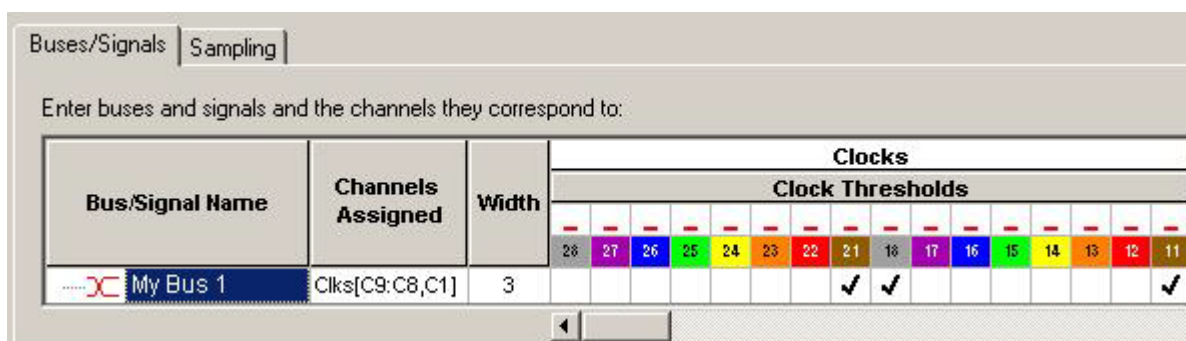 Buses/Signals Sampling
Enter buses and signals and the channels they correspond to:
Bus/Signal Name Channels Assigned Width Clocks
Clock Thresholds
28 27 26 25 24 23 22 21 18 17 16 15 14 13 12 11
My Bus 1 Clks[C9:C8,C1] 3